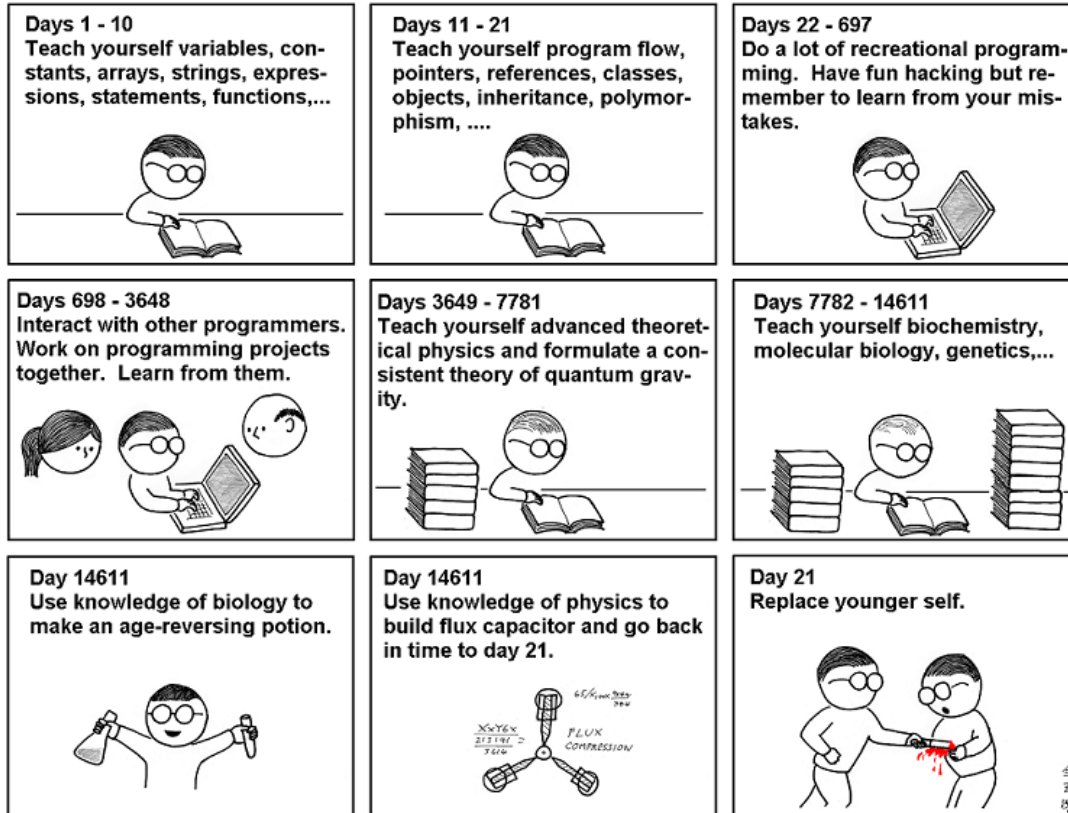 Days 1 - 10
Teach yourself variables, con-
stants, arrays, strings, expres-
sions, statements, functions,...
Days 11 - 21
Teach yourself program flow,
pointers, references, classes,
objects, inheritance, polymor-
phism, ....
Days 22 - 697
Do a lot of recreational program-
ming. Have fun hacking but re-
member to learn from your mis-
takes.
Days 698 - 3648
Interact with other programmers.
Work on programming projects
together. Learn from them.
Days 3649 - 7781
Teach yourself advanced theoret-
ical physics and formulate a con-
sistent theory of quantum grav-
ity.
Days 7782 - 14611
Teach yourself biochemistry,
molecular biology, genetics,...
Day 14611
Use knowledge of biology to
make an age-reversing potion.
Day 14611
Use knowledge of physics to
build flux capacitor and go back
in time to day 21.
FLUX
COMPRESSION
Day 21
Replace younger self.